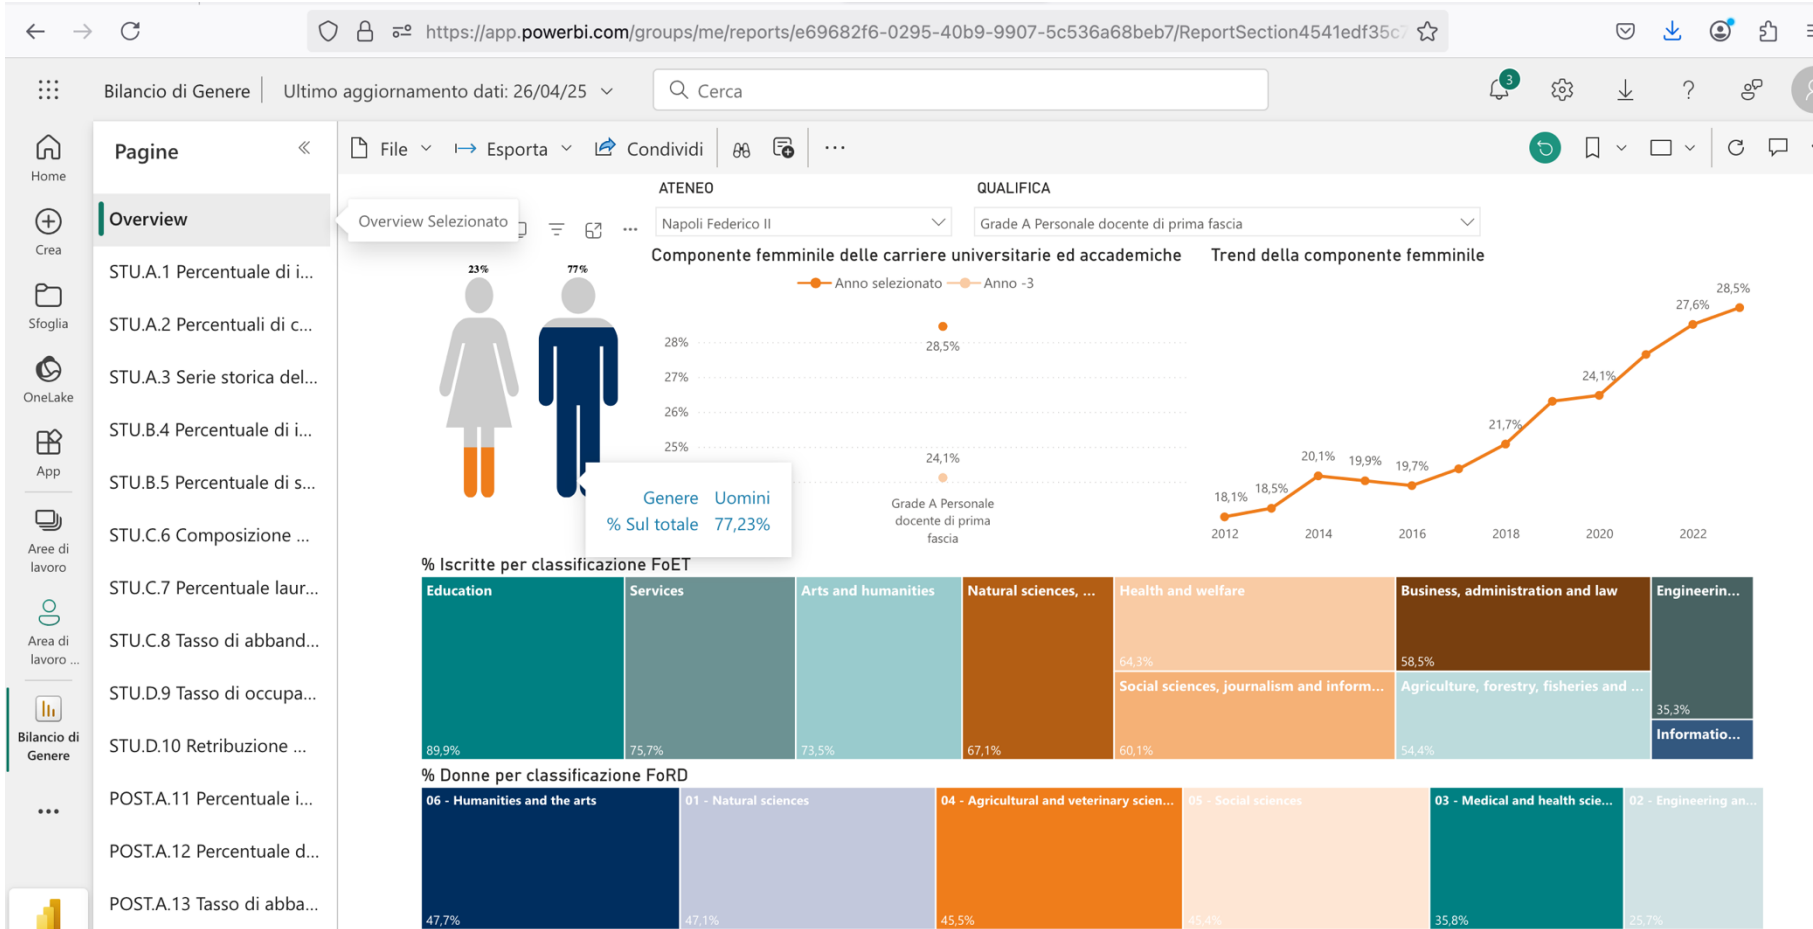 https://app.powerbi.com/groups/me/reports/e69682f6-0295-40b9-9907-5c536a68beb7/ReportSection4541edf35c7
Bilancio di Genere
Ultimo aggiornamento dati: 26/04/25
Cerca
3
Home
Crea
Sfoglia
OneLake
App
Aree di
lavoro
Area di
lavoro ...
Bilancio di
Genere
Pagine
Overview
STU.A.1 Percentuale di i...
STU.A.2 Percentuali di c...
STU.A.3 Serie storica del...
STU.B.4 Percentuale di i...
STU.B.5 Percentuale di s...
STU.C.6 Composizione ...
STU.C.7 Percentuale laur...
STU.C.8 Tasso di abband...
STU.D.9 Tasso di occupa...
STU.D.10 Retribuzione ...
POST.A.11 Percentuale i...
POST.A.12 Percentuale d...
POST.A.13 Tasso di abba...
File
Esporta
Condividi
Overview Selezionato
ATENEO
Napoli Federico II
QUALIFICA
Grade A Personale docente di prima fascia
23%
77%
Genere Uomini
% Sul totale 77,23%
Componente femminile delle carriere universitarie ed accademiche
Anno selezionato
Anno -3
28%
27%
26%
25%
28,5%
24,1%
Grade A Personale
docente di prima
fascia
Trend della componente femminile
18,1%
18,5%
20,1%
19,9%
19,7%
21,7%
24,1%
27,6%
28,5%
2012
2014
2016
2018
2020
2022
% Iscritte per classificazione FoET
Education
89,9%
Services
75,7%
Arts and humanities
73,5%
Natural sciences, ...
67,1%
Health and welfare
64,3%
Social sciences, journalism and inform...
60,1%
Business, administration and law
58,5%
Agriculture, forestry, fisheries and ...
54,4%
Engineerin...
35,3%
Informatio...
% Donne per classificazione FoRD
06 - Humanities and the arts
47,7%
01 - Natural sciences
47,1%
04 - Agricultural and veterinary scien...
45,5%
05 - Social sciences
45,4%
03 - Medical and health scie...
35,8%
02 - Engineering an...
25,7%